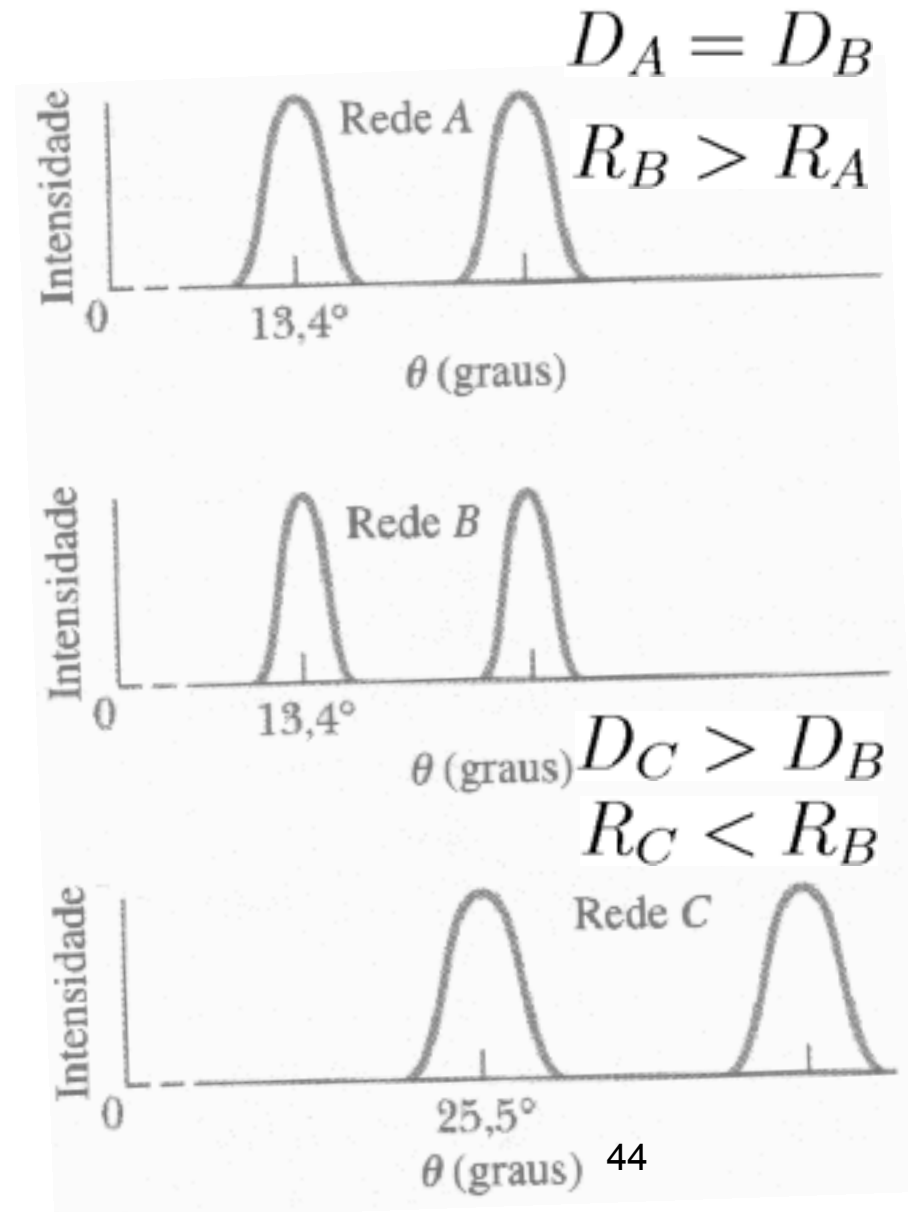 D_A = D_B
Intensidade
Rede A
R_B > R_A
0
13,4°
θ (graus)
Intensidade
Rede B
0
13,4°
θ (graus)
D_C > D_B
R_C < R_B
Intensidade
Rede C
0
25,5°
θ (graus)
44